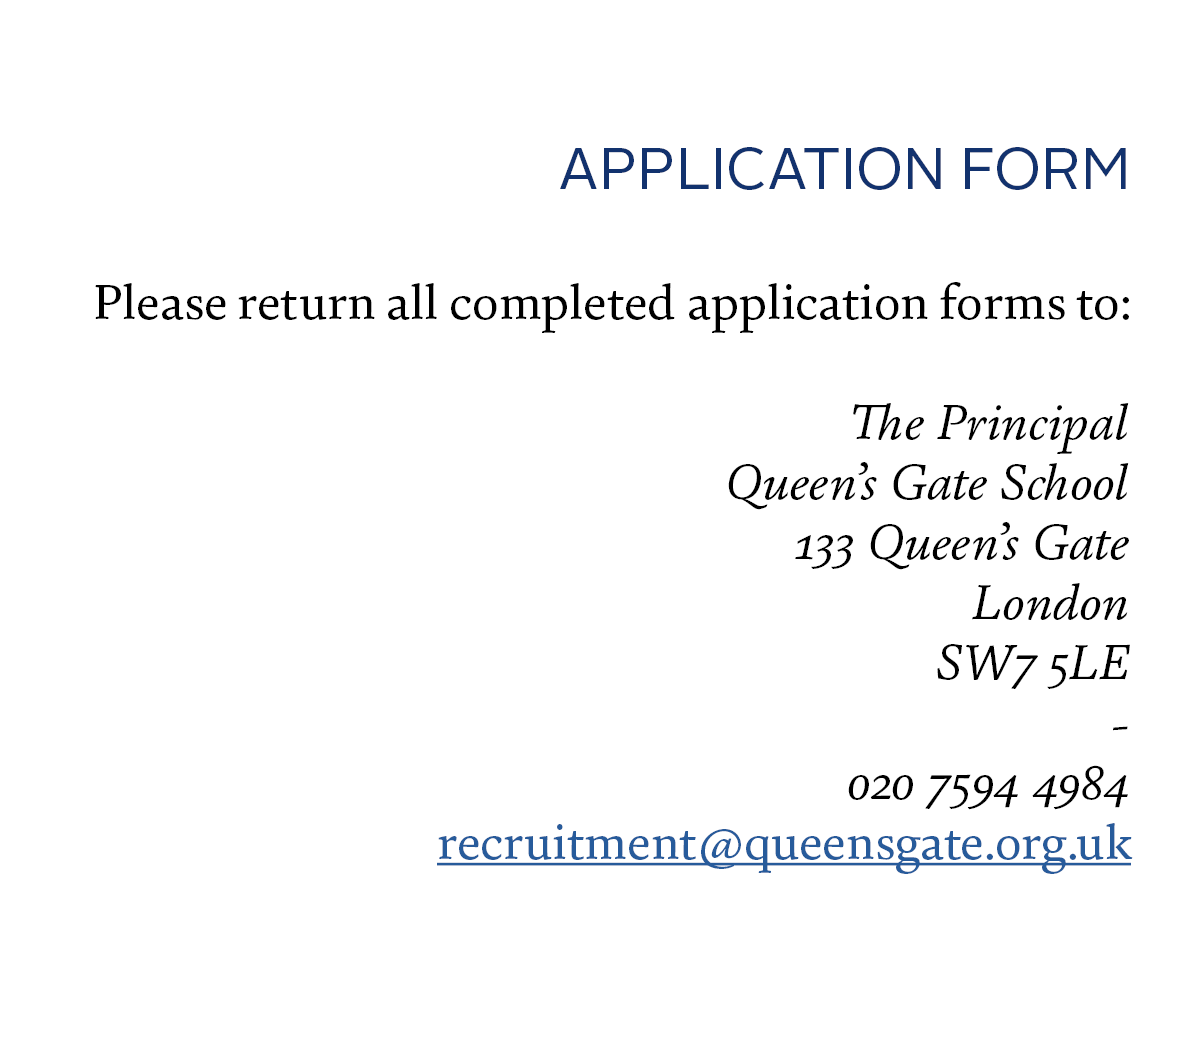 APPLICATION FORM
Please return all completed application forms to:
The Principal
Queen’s Gate School
133 Queen’s Gate
London
SW7 5LE
-
020 7594 4984
recruitment@queensgate.org.uk